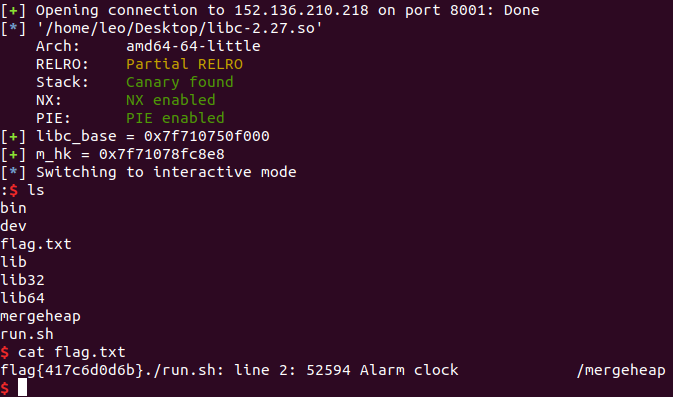 [+] Opening connection to 152.136.210.218 on port 8001: Done
[*] '/home/leo/Desktop/libc-2.27.so'
    Arch:     amd64-64-little
    RELRO:    Partial RELRO
    Stack:    Canary found
    NX:       NX enabled
    PIE:      PIE enabled
[+] libc_base = 0x7f710750f000
[+] m_hk = 0x7f71078fc8e8
[*] Switching to interactive mode
:$ ls
bin
dev
flag.txt
lib
lib32
lib64
mergeheap
run.sh
$ cat flag.txt
flag{417c6d0d6b}./run.sh: line 2: 52594 Alarm clock             /mergeheap
$